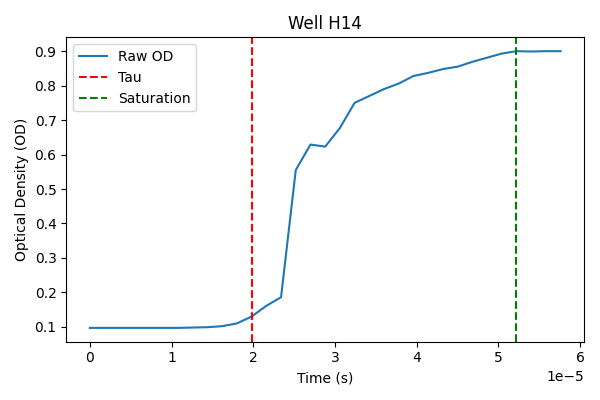 Well H14
Raw OD
Tau
Saturation
Optical Density (OD)
0.9
0.8
0.7
0.6
0.5
0.4
0.3
0.2
0.1
0 1 2 3 4 5 6
1e−5
Time (s)